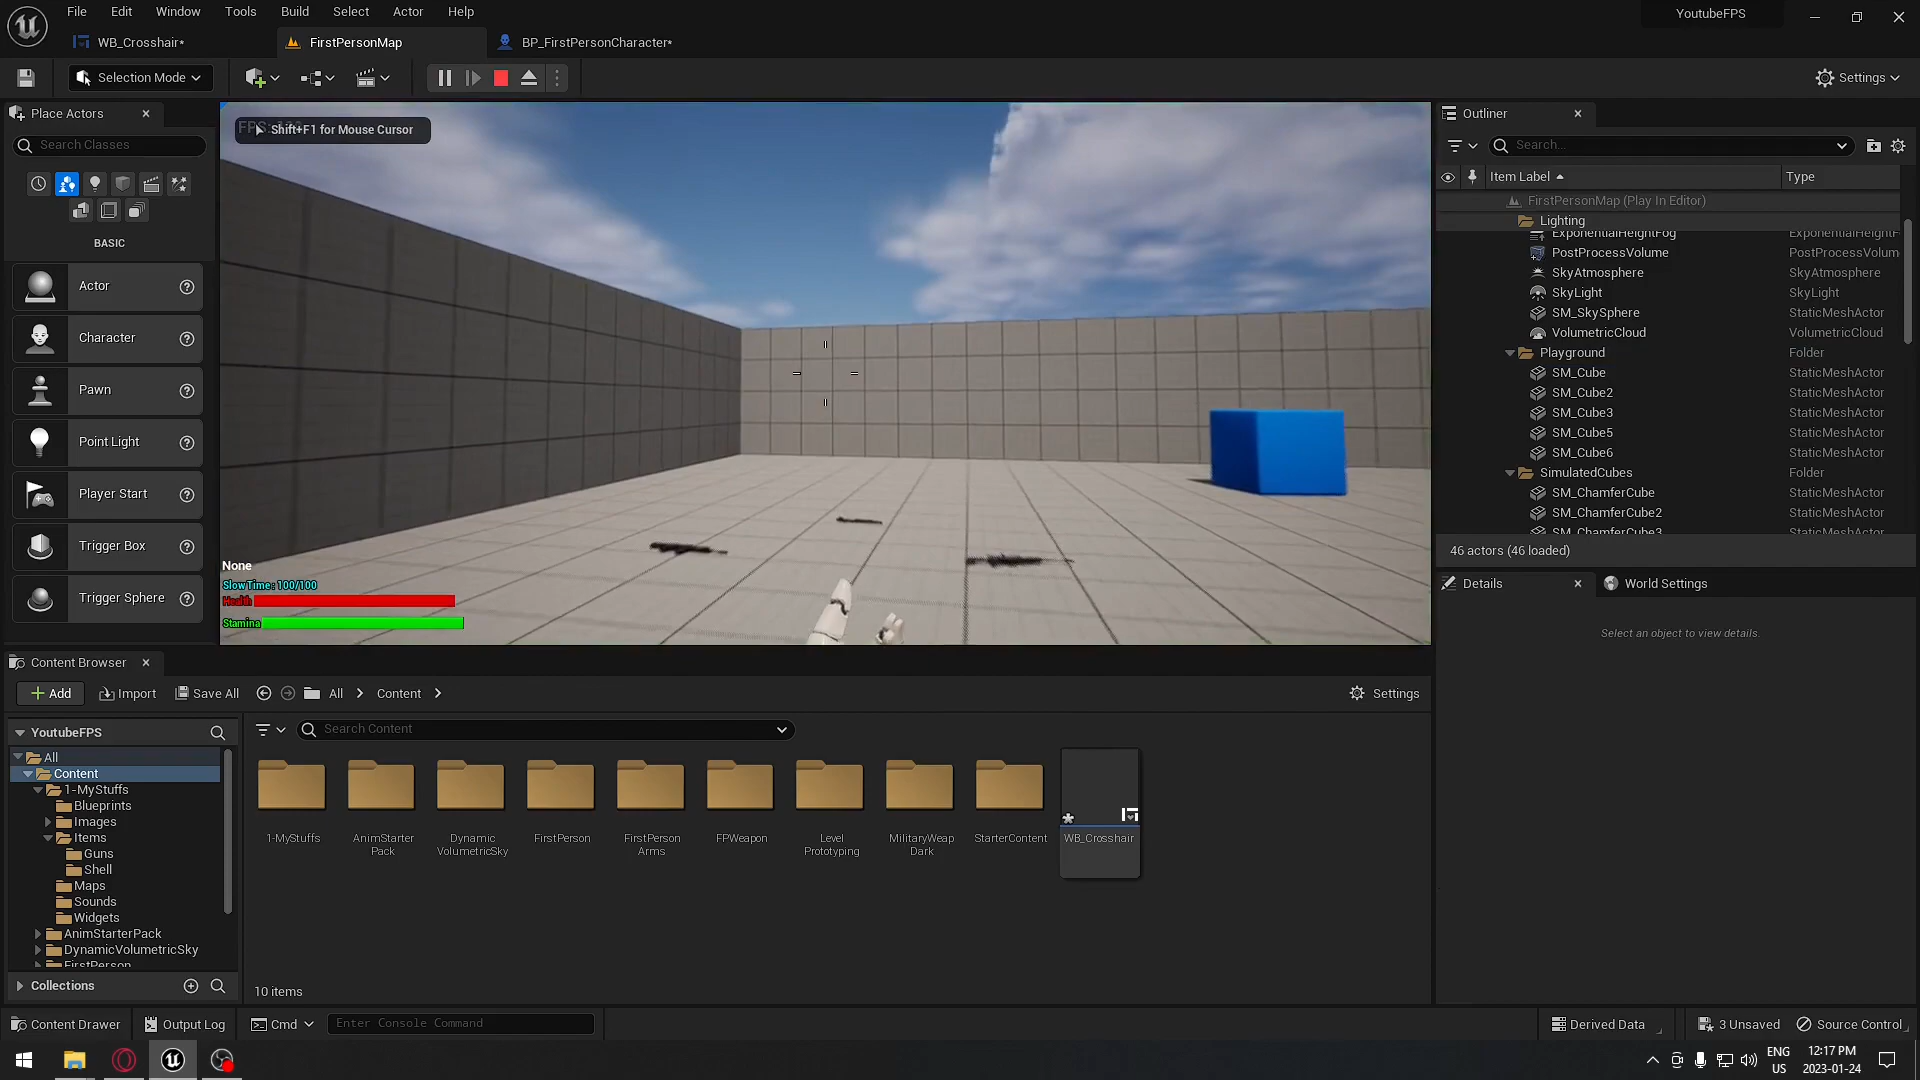 File Edit Window Tools Build Select Actor Help
YoutubeFPS
WB_Crosshair*
FirstPersonMap
BP_FirstPersonCharacter*
Selection Mode
Settings
Place Actors
Search Classes
BASIC
Actor
Character
Pawn
Point Light
Player Start
Trigger Box
Trigger Sphere
Shift+F1 for Mouse Cursor
None
SlowTime: 100/100
Health
Stamina
Outliner
Search...
Item Label
Type
FirstPersonMap (Play In Editor)
Lighting
ExponentialHeightFog ExponentialHeightF
PostProcessVolume PostProcessVolum
SkyAtmosphere SkyAtmosphere
SkyLight SkyLight
SM_SkySphere StaticMeshActor
VolumetricCloud VolumetricCloud
Playground Folder
SM_Cube StaticMeshActor
SM_Cube2 StaticMeshActor
SM_Cube3 StaticMeshActor
SM_Cube5 StaticMeshActor
SM_Cube6 StaticMeshActor
SimulatedCubes Folder
SM_ChamferCube StaticMeshActor
SM_ChamferCube2 StaticMeshActor
SM_ChamferCube3 StaticMeshActor
46 actors (46 loaded)
Details
World Settings
Select an object to view details.
Content Browser
Add
Import
Save All
All
Content
Settings
YoutubeFPS
Search Content
All
Content
1-MyStuffs
Blueprints
Images
Items
Guns
Shell
Maps
Sounds
Widgets
AnimStarterPack
DynamicVolumetricSky
FirstPerson
Collections
1-MyStuffs
AnimStarter
Pack
Dynamic
VolumetricSky
FirstPerson
FirstPerson
Arms
FPWeapon
Level
Prototyping
MilitaryWeap
Dark
StarterContent
WB_Crosshair
10 items
Content Drawer
Output Log
Cmd
Enter Console Command
Derived Data
3 Unsaved
Source Control
ENG
US
12:17 PM
2023-01-24